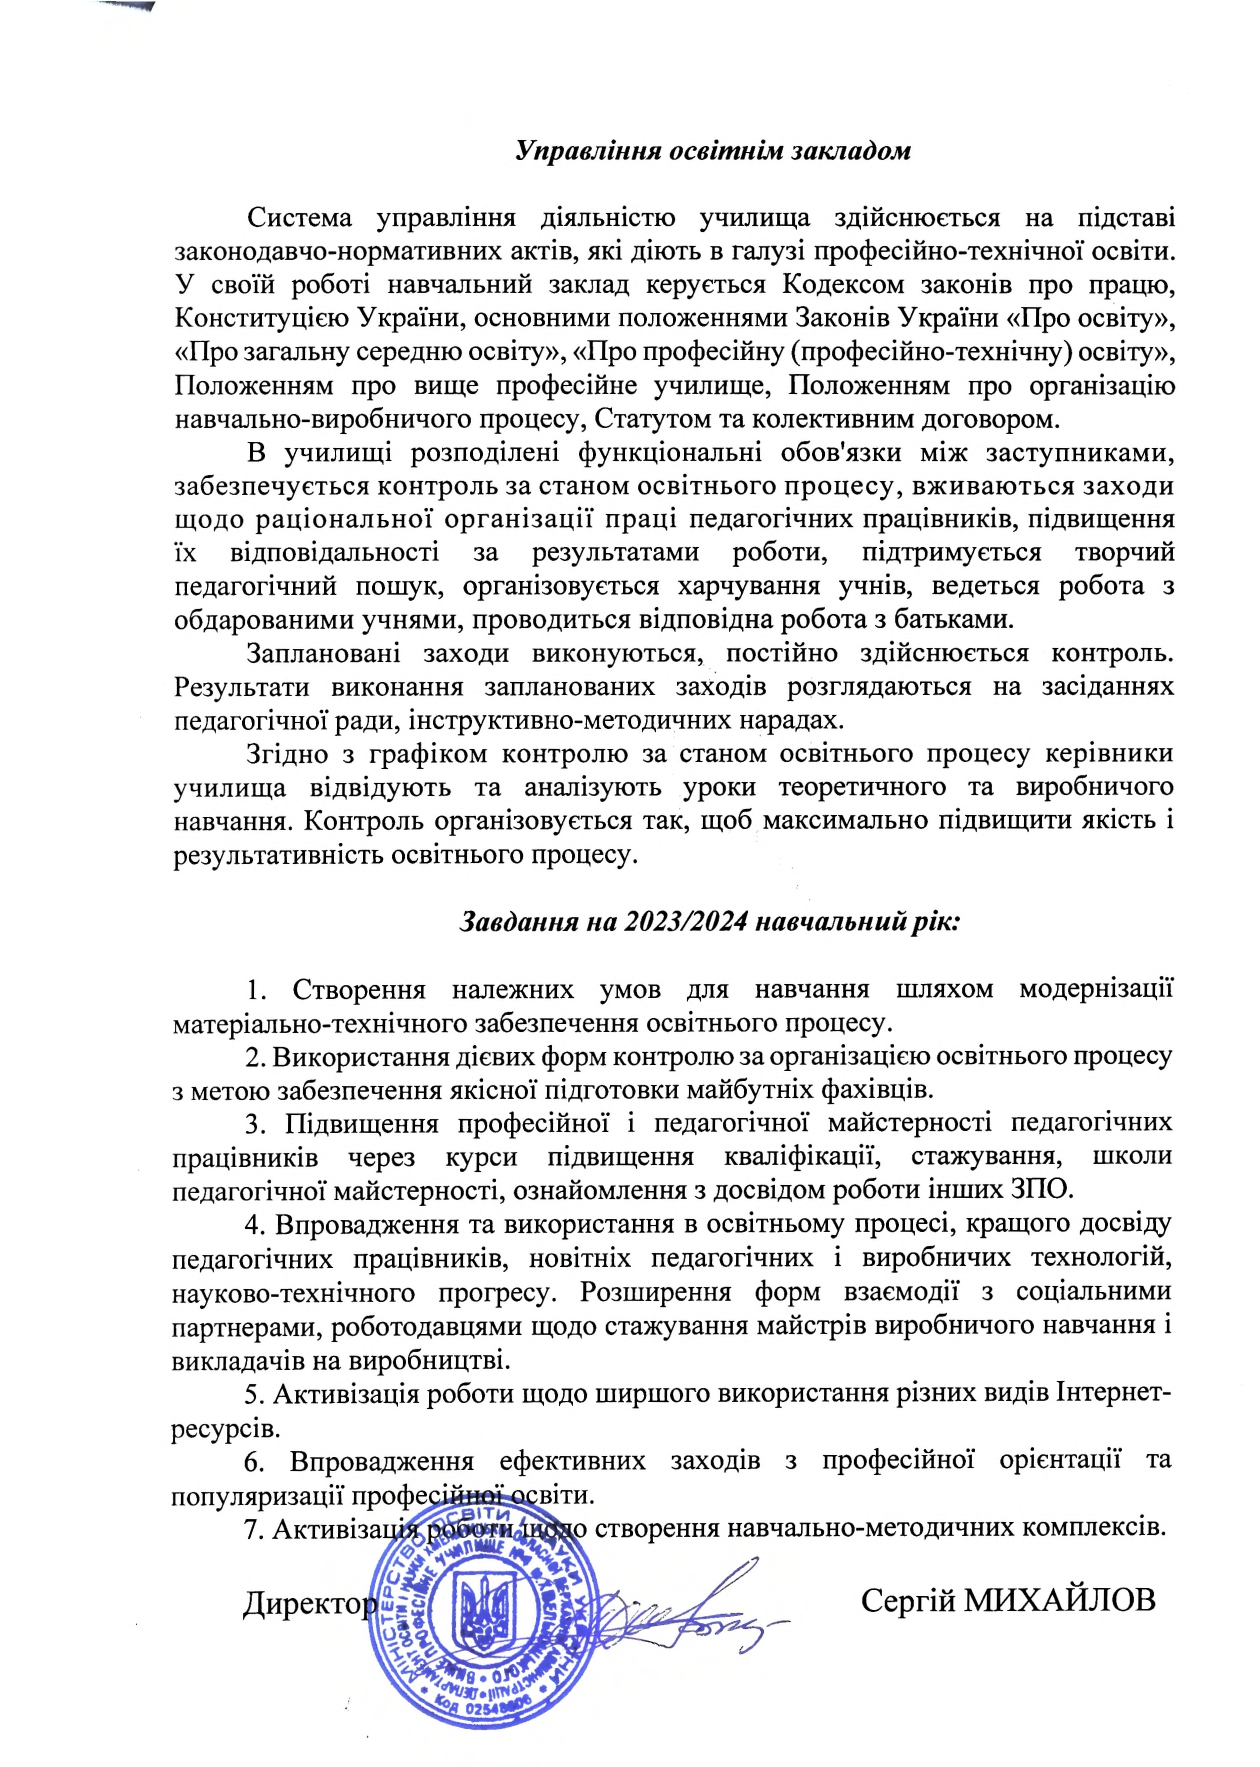 Управління освітнім закладом
Система управління діяльністю училища здійснюється на підставі
законодавчо-нормативних актів, які діють в галузі професійно-технічної освіти.
У своїй роботі навчальний заклад керується Кодексом законів про працю,
Конституцією України, основними положеннями Законів України «Про освіту»,
«Про загальну середню освіту», «Про професійну (професійно-технічну) освіту»,
Положенням про вище професійне училище, Положенням про організацію
навчально-виробничого процесу, Статутом та колективним договором.
В училищі розподілені функціональні обов'язки між заступниками,
забезпечується контроль за станом освітнього процесу, вживаються заходи
щодо раціональної організації праці педагогічних працівників, підвищення
їх відповідальності за результатами роботи, підтримується творчий
педагогічний пошук, організовується харчування учнів, ведеться робота з
обдарованими учнями, проводиться відповідна робота з батьками.
Заплановані заходи виконуються, постійно здійснюється контроль.
Результати виконання запланованих заходів розглядаються на засіданнях
педагогічної ради, інструктивно-методичних нарадах.
Згідно з графіком контролю за станом освітнього процесу керівники
училища відвідують та аналізують уроки теоретичного та виробничого
навчання. Контроль організовується так, щоб максимально підвищити якість і
результативність освітнього процесу.
Завдання на 2023/2024 навчальний рік:
1. Створення належних умов для навчання шляхом модернізації
матеріально-технічного забезпечення освітнього процесу.
2. Використання дієвих форм контролю за організацією освітнього процесу
з метою забезпечення якісної підготовки майбутніх фахівців.
3. Підвищення професійної і педагогічної майстерності педагогічних
працівників через курси підвищення кваліфікації, стажування, школи
педагогічної майстерності, ознайомлення з досвідом роботи інших ЗПО.
4. Впровадження та використання в освітньому процесі, кращого досвіду
педагогічних працівників, новітніх педагогічних і виробничих технологій,
науково-технічного прогресу. Розширення форм взаємодії з соціальними
партнерами, роботодавцями щодо стажування майстрів виробничого навчання і
викладачів на виробництві.
5. Активізація роботи щодо ширшого використання різних видів Інтернет-
ресурсів.
6. Впровадження ефективних заходів з професійної орієнтації та
популяризації професійної освіти.
7. Активізація роботи щодо створення навчально-методичних комплексів.
Директор Сергій МИХАЙЛОВ
МІНІСТЕРСТВО ОСВІТИ І НАУКИ УКРАЇНИ
ВИЩЕ ПРОФЕСІЙНЕ УЧИЛИЩЕ №4
Код